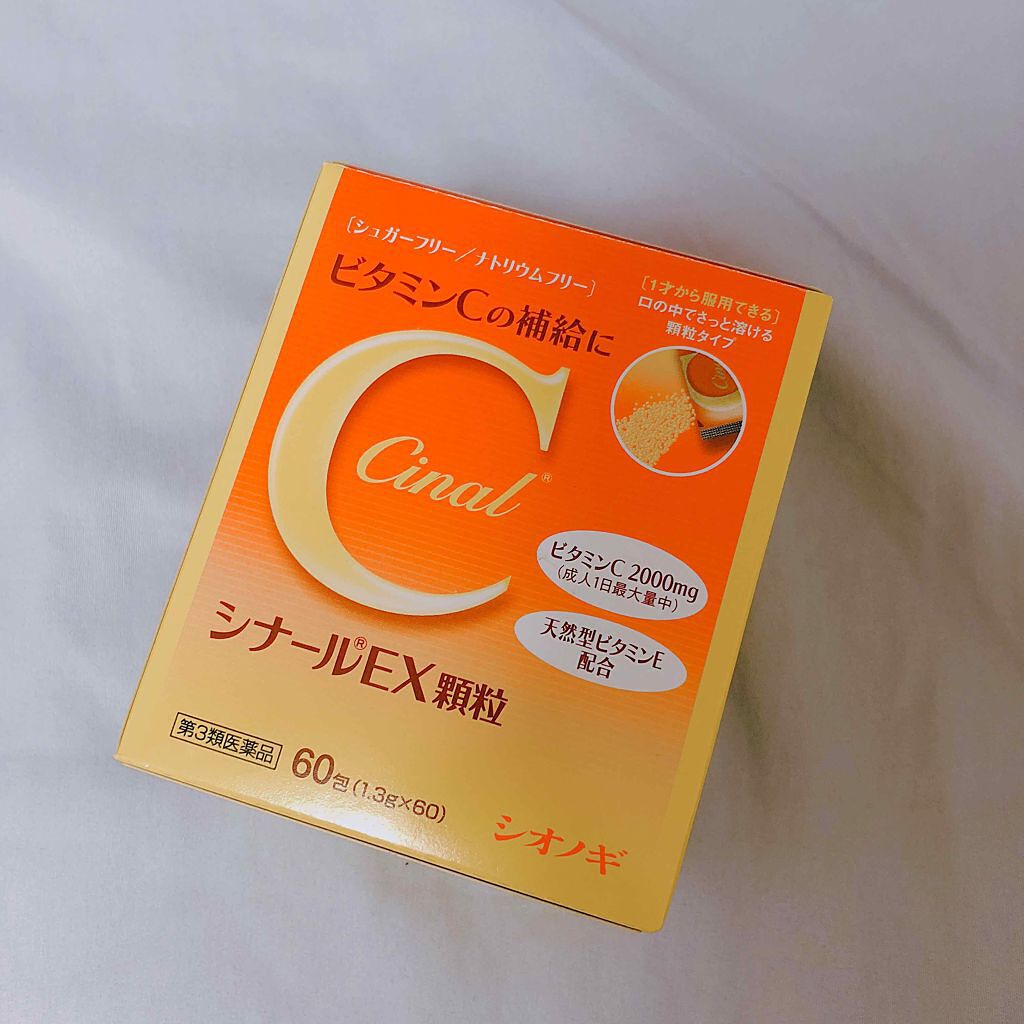 ［シュガーフリー／ナトリウムフリー］
ビタミンCの補給に
［1才から服用できる］
口の中でさっと溶ける
顆粒タイプ
Cinal®
ビタミンC 2000mg
（成人1日最大量中）
天然型ビタミンE
配合
シナール®EX顆粒
第3類医薬品
60包（1.3g×60）
シオノギ